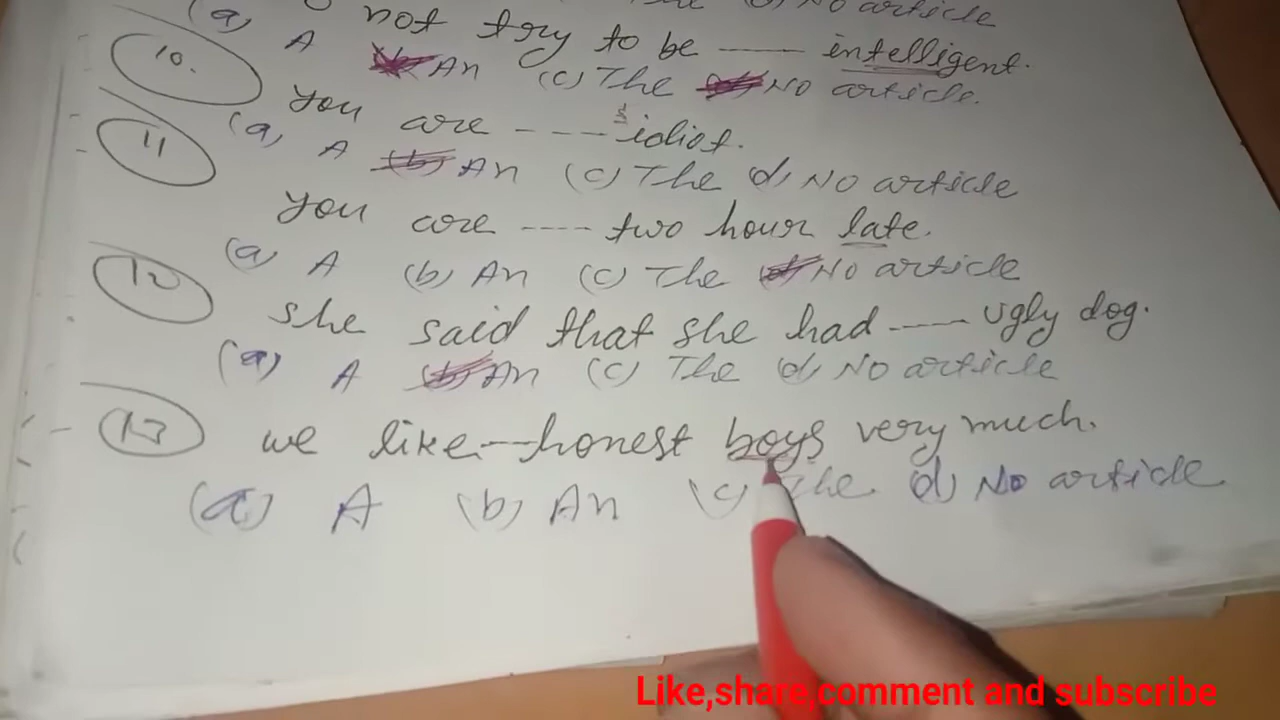 (a) No article
not try to be ---- intelligent.
10. A An (c) The No article.
You are ---- idiot.
11 (a) A (b) An (c) The d) No article
You are ---- two hour late.
12 (a) A (b) An (c) The (d) No article
she said that she had ---- ugly dog.
(a) A (b) An (c) The (d) No article
13 we like ---- honest boys very much.
(a) A (b) An (c) The (d) No article
Like,share,comment and subscribe